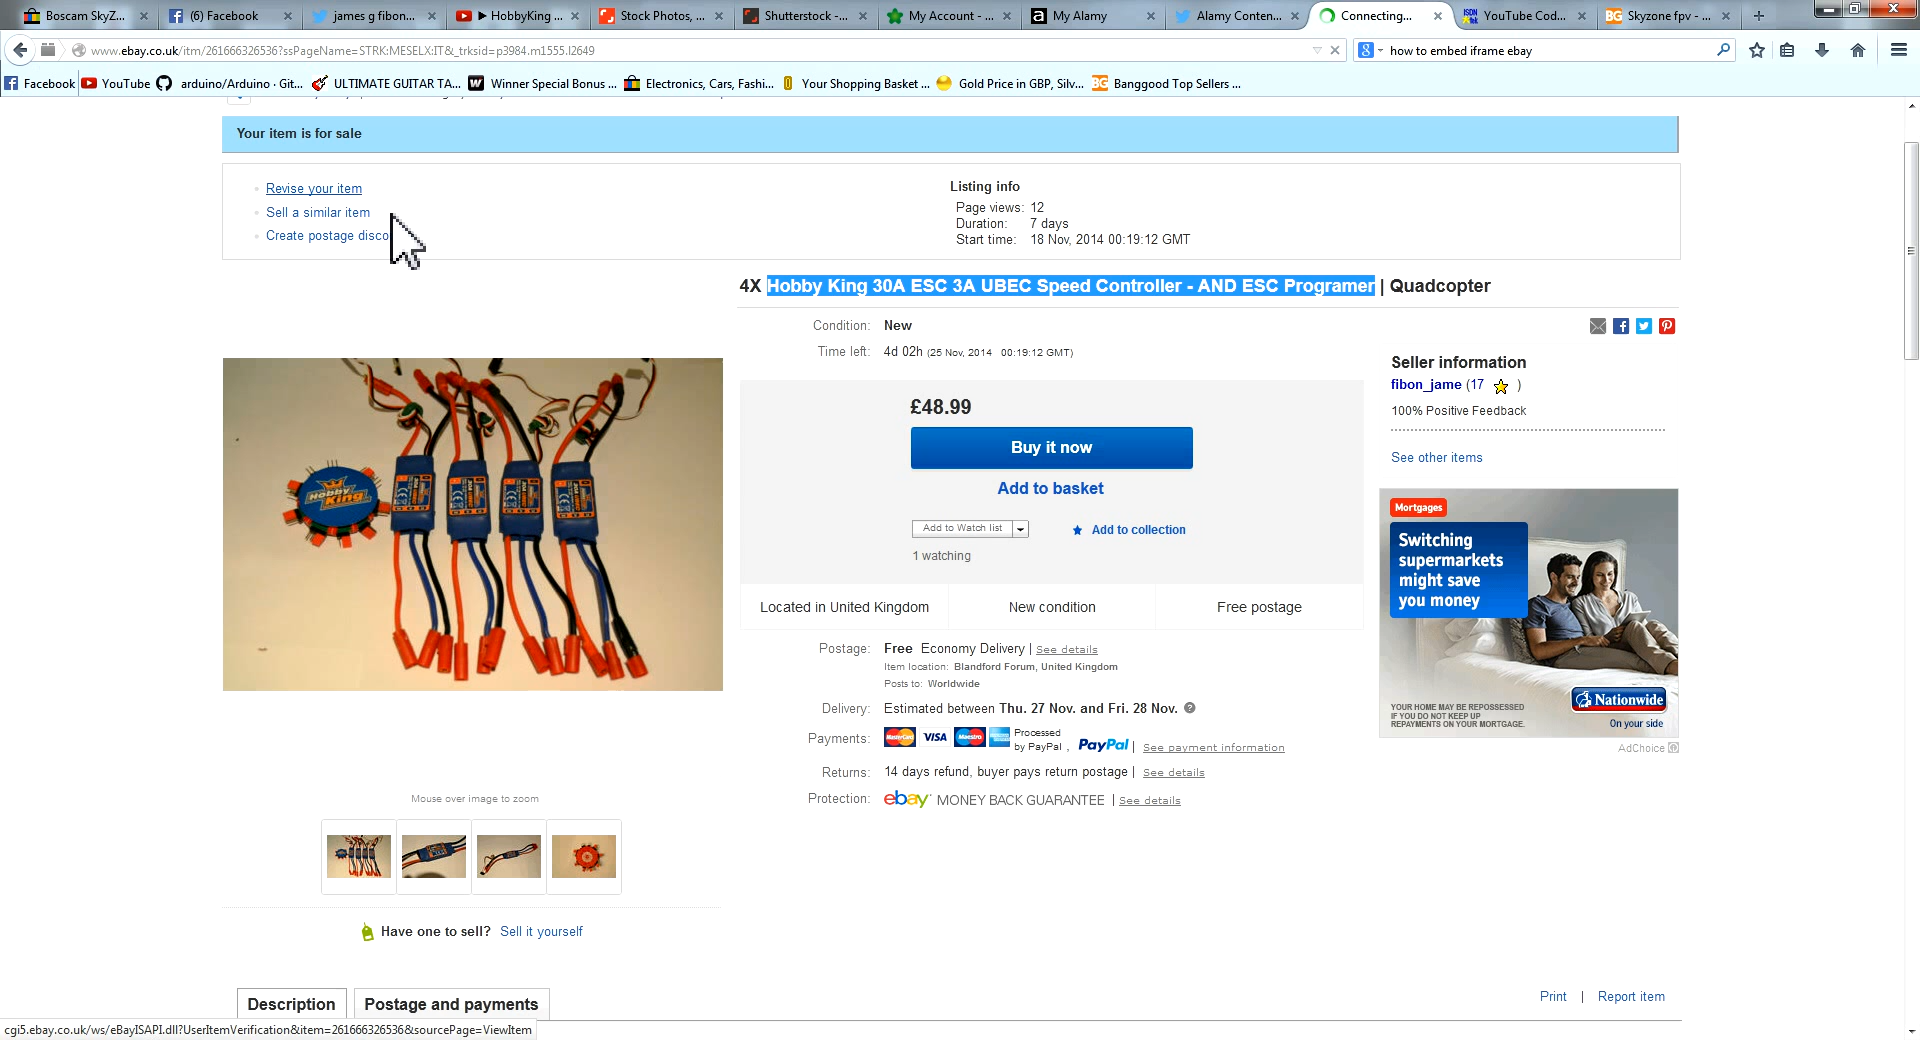 Boscam SkyZ...
(6) Facebook
james g fibon...
▶ HobbyKing ...
Stock Photos, ...
Shutterstock -...
My Account - ...
a My Alamy
Alamy Conten...
Connecting...
YouTube Cod...
BG Skyzone fpv - ...
www.ebay.co.uk/itm/261666326536?ssPageName=STRK:MESELX:IT&_trksid=p3984.m1555.l2649
how to embed iframe ebay
Facebook
YouTube
arduino/Arduino · Git...
ULTIMATE GUITAR TA...
Winner Special Bonus ...
Electronics, Cars, Fashi...
Your Shopping Basket ...
Gold Price in GBP, Silv...
BG Banggood Top Sellers ...
Your item is for sale
Revise your item
Sell a similar item
Create postage disco
Listing info
Page views: 12
Duration: 7 days
Start time: 18 Nov, 2014 00:19:12 GMT
4X Hobby King 30A ESC 3A UBEC Speed Controller - AND ESC Programer | Quadcopter
Condition: New
Time left: 4d 02h (25 Nov, 2014 00:19:12 GMT)
£48.99
Buy it now
Add to basket
Add to Watch list
Add to collection
1 watching
Located in United Kingdom
New condition
Free postage
Postage: Free Economy Delivery | See details
Item location: Blandford Forum, United Kingdom
Posts to: Worldwide
Delivery: Estimated between Thu. 27 Nov. and Fri. 28 Nov. ?
Payments: MasterCard VISA Maestro Processed by PayPal , PayPal | See payment information
Returns: 14 days refund, buyer pays return postage | See details
Protection: ebay MONEY BACK GUARANTEE | See details
Seller information
fibon_jame (17 )
100% Positive Feedback
See other items
Mortgages
Switching
supermarkets
might save
you money
YOUR HOME MAY BE REPOSSESSED
IF YOU DO NOT KEEP UP
REPAYMENTS ON YOUR MORTGAGE.
Nationwide
On your side
AdChoice
Hobby
King
Mouse over image to zoom
Have one to sell? Sell it yourself
Description
Postage and payments
Print | Report item
cgi5.ebay.co.uk/ws/eBayISAPI.dll?UserItemVerification&item=261666326536&sourcePage=ViewItem